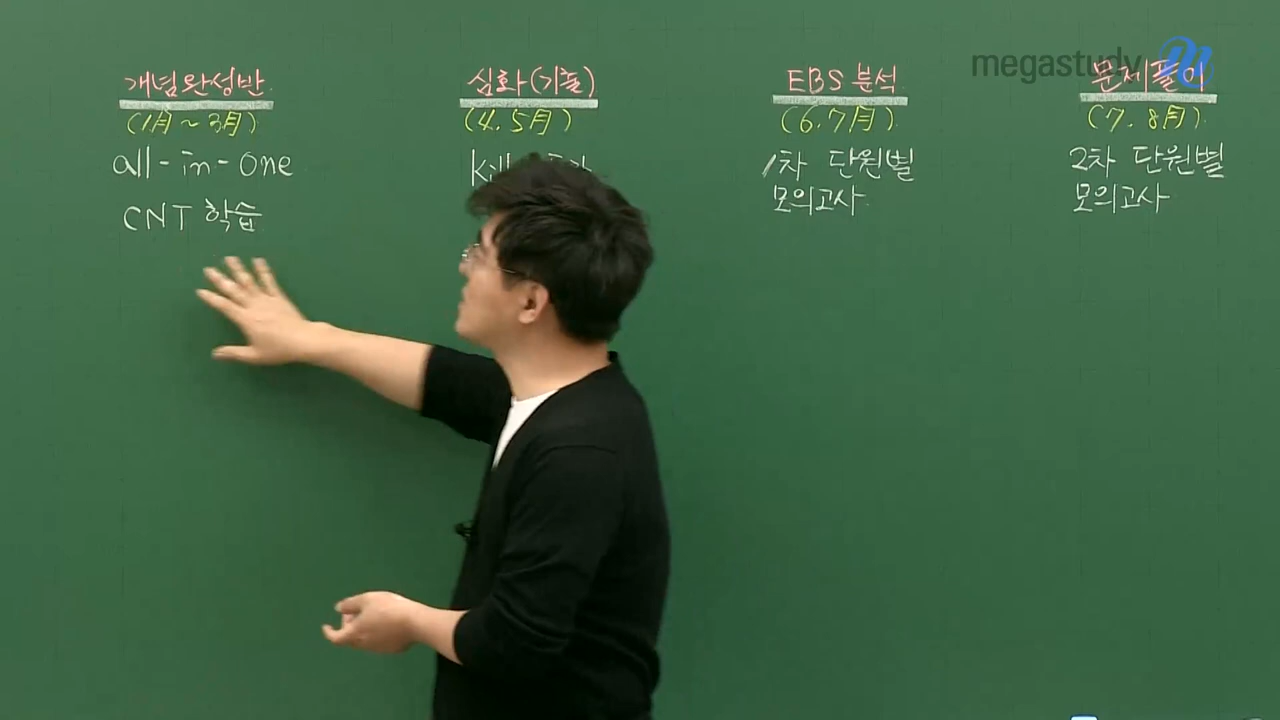 megastudy
개념완성반
(1月~3月)
all-in-one
CNT 학습
심화(기출)
(4. 5月)
EBS 분석
(6. 7月)
1차 단원별
모의고사
문제풀이
(7. 8月)
2차 단원별
모의고사